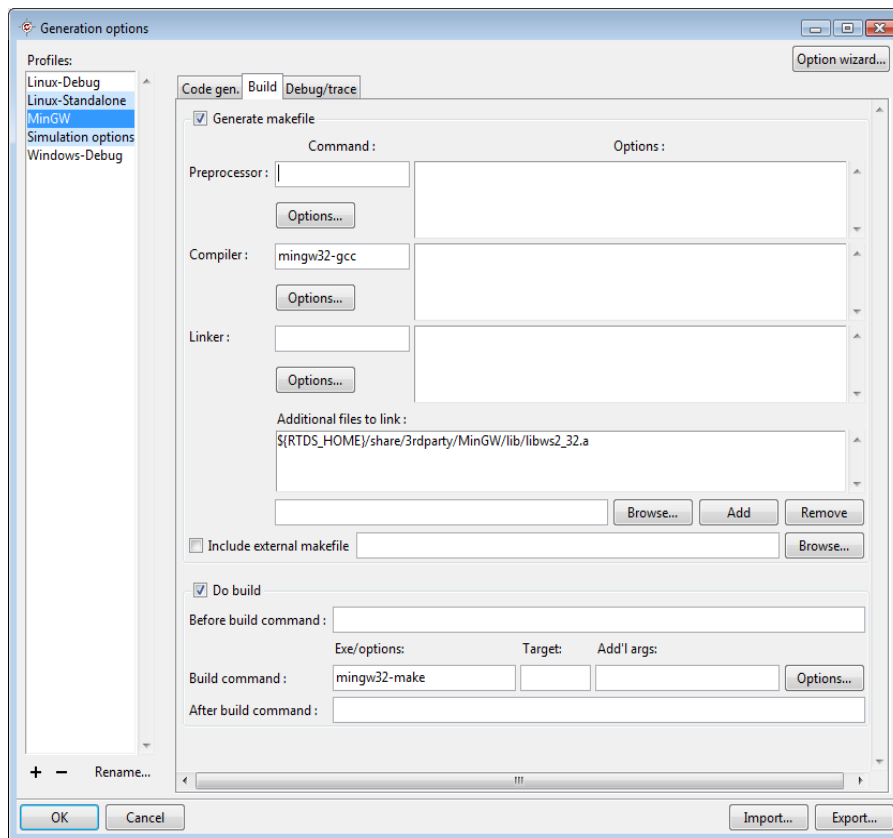 Generation options
Profiles:
Option wizard...
Linux-Debug
Linux-Standalone
MinGW
Simulation options
Windows-Debug
Code gen. Build Debug/trace
Generate makefile
Command : Options :
Preprocessor :
Options...
Compiler : mingw32-gcc
Options...
Linker :
Options...
Additional files to link :
${RTDS_HOME}/share/3rdparty/MinGW/lib/libws2_32.a
Browse... Add Remove
Include external makefile Browse...
Do build
Before build command :
Exe/options: Target: Add'l args:
Build command : mingw32-make Options...
After build command :
+ − Rename...
OK Cancel Import... Export...